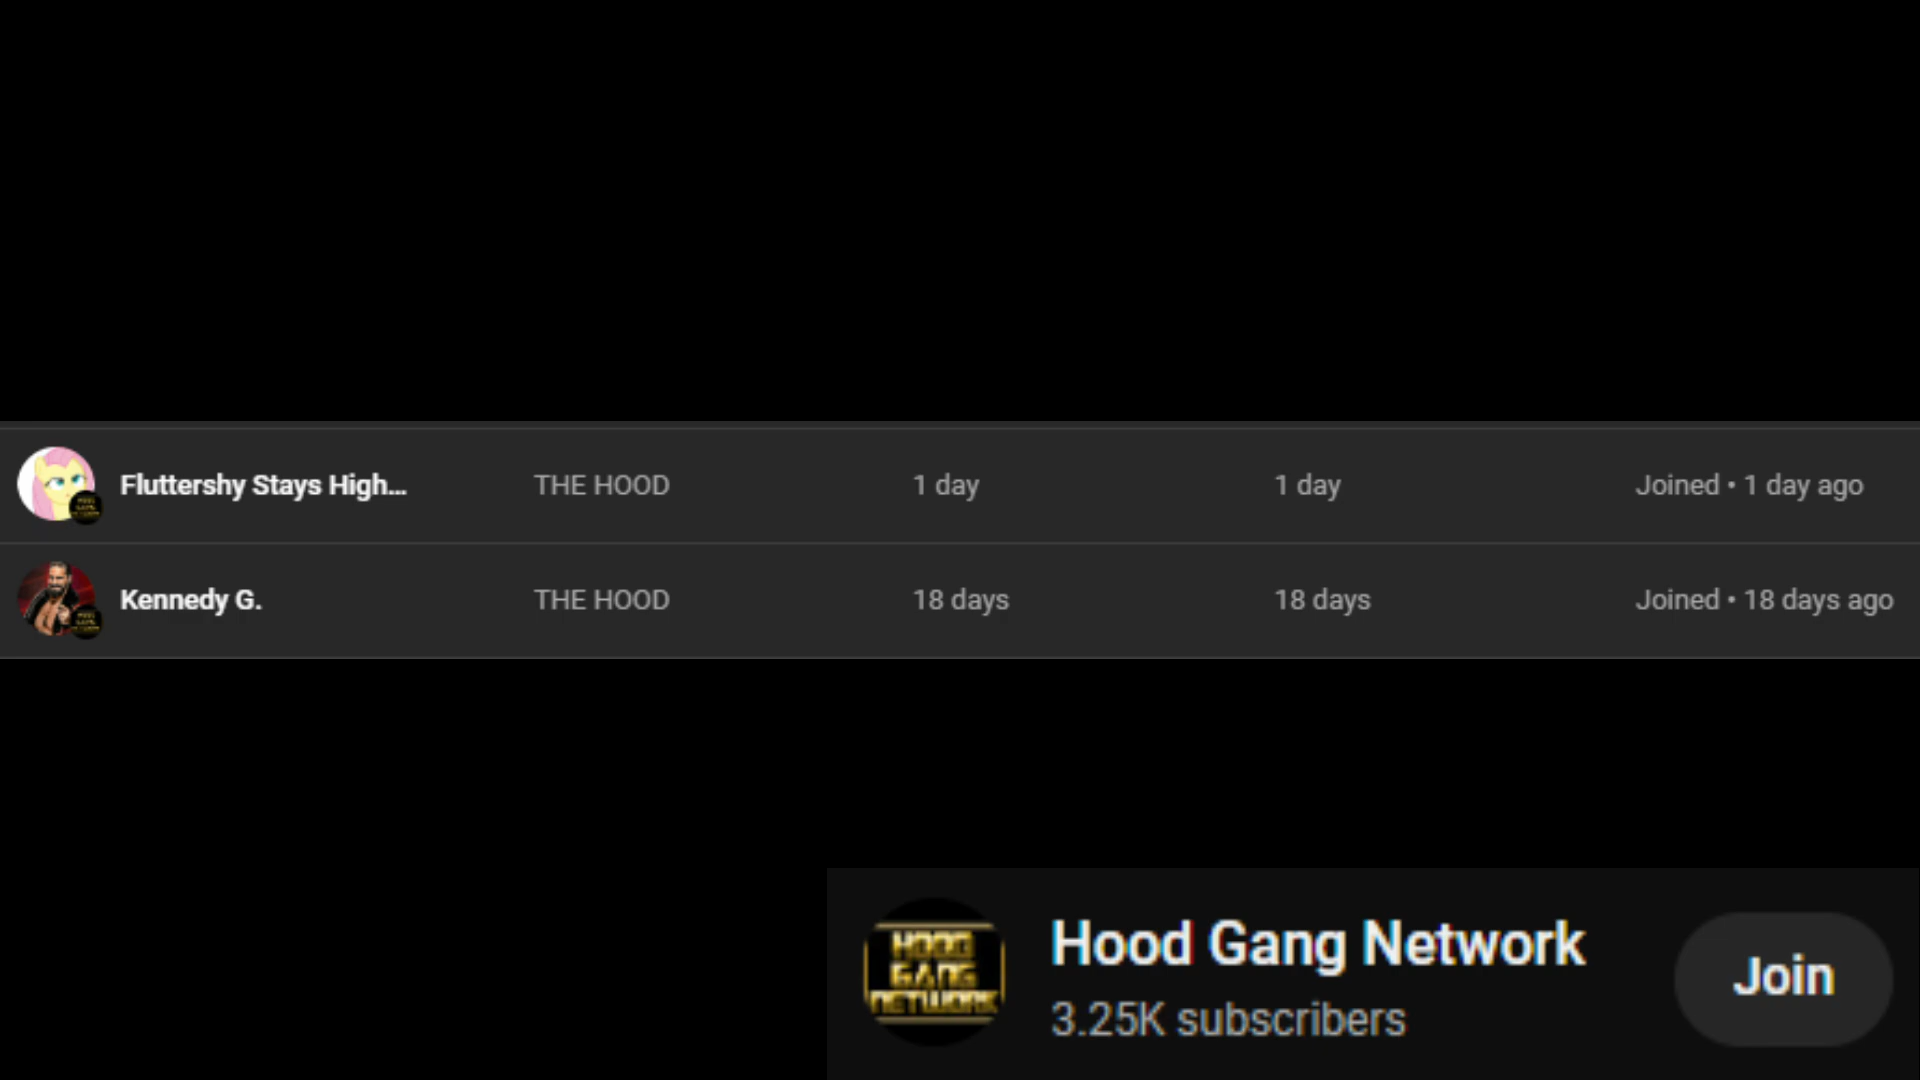 Fluttershy Stays High... THE HOOD 1 day 1 day Joined • 1 day ago
Kennedy G. THE HOOD 18 days 18 days Joined • 18 days ago
HOOD
GANG
NETWORK
Hood Gang Network
3.25K subscribers
Join